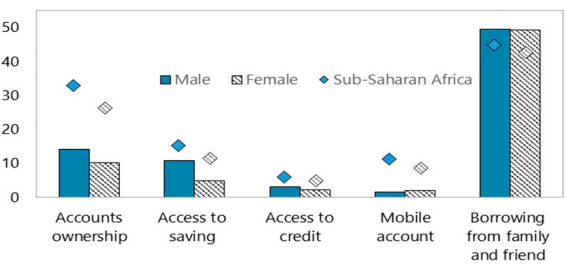 50
40
30
20
10
0
Male Female Sub-Saharan Africa
Accounts ownership
Access to saving
Access to credit
Mobile account
Borrowing from family and friend